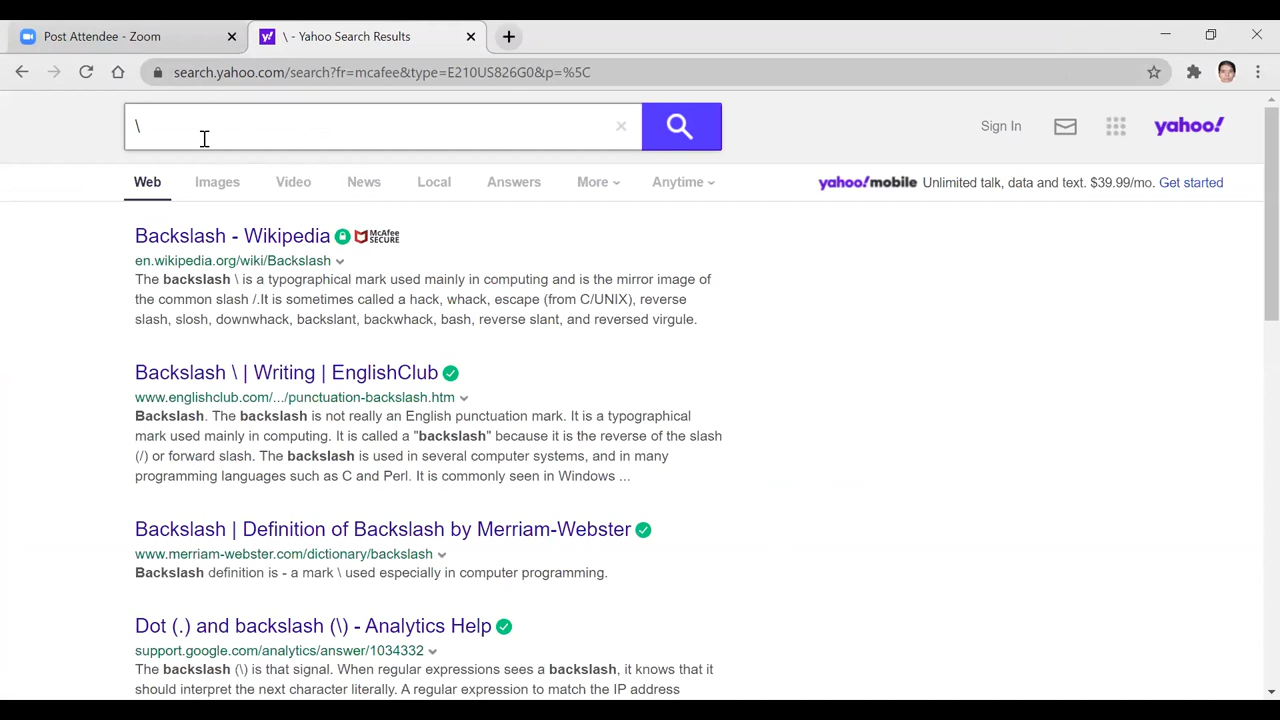 Post Attendee - Zoom
\ - Yahoo Search Results
search.yahoo.com/search?fr=mcafee&type=E210US826G0&p=%5C
\
Sign In
yahoo!
Web
Images
Video
News
Local
Answers
More
Anytime
yahoo!mobile Unlimited talk, data and text. $39.99/mo. Get started
Backslash - Wikipedia McAfee SECURE
en.wikipedia.org/wiki/Backslash
The backslash \ is a typographical mark used mainly in computing and is the mirror image of
the common slash /.It is sometimes called a hack, whack, escape (from C/UNIX), reverse
slash, slosh, downwhack, backslant, backwhack, bash, reverse slant, and reversed virgule.
Backslash \ | Writing | EnglishClub
www.englishclub.com/.../punctuation-backslash.htm
Backslash. The backslash is not really an English punctuation mark. It is a typographical
mark used mainly in computing. It is called a "backslash" because it is the reverse of the slash
(/) or forward slash. The backslash is used in several computer systems, and in many
programming languages such as C and Perl. It is commonly seen in Windows ...
Backslash | Definition of Backslash by Merriam-Webster
www.merriam-webster.com/dictionary/backslash
Backslash definition is - a mark \ used especially in computer programming.
Dot (.) and backslash (\) - Analytics Help
support.google.com/analytics/answer/1034332
The backslash (\) is that signal. When regular expressions sees a backslash, it knows that it
should interpret the next character literally. A regular expression to match the IP address